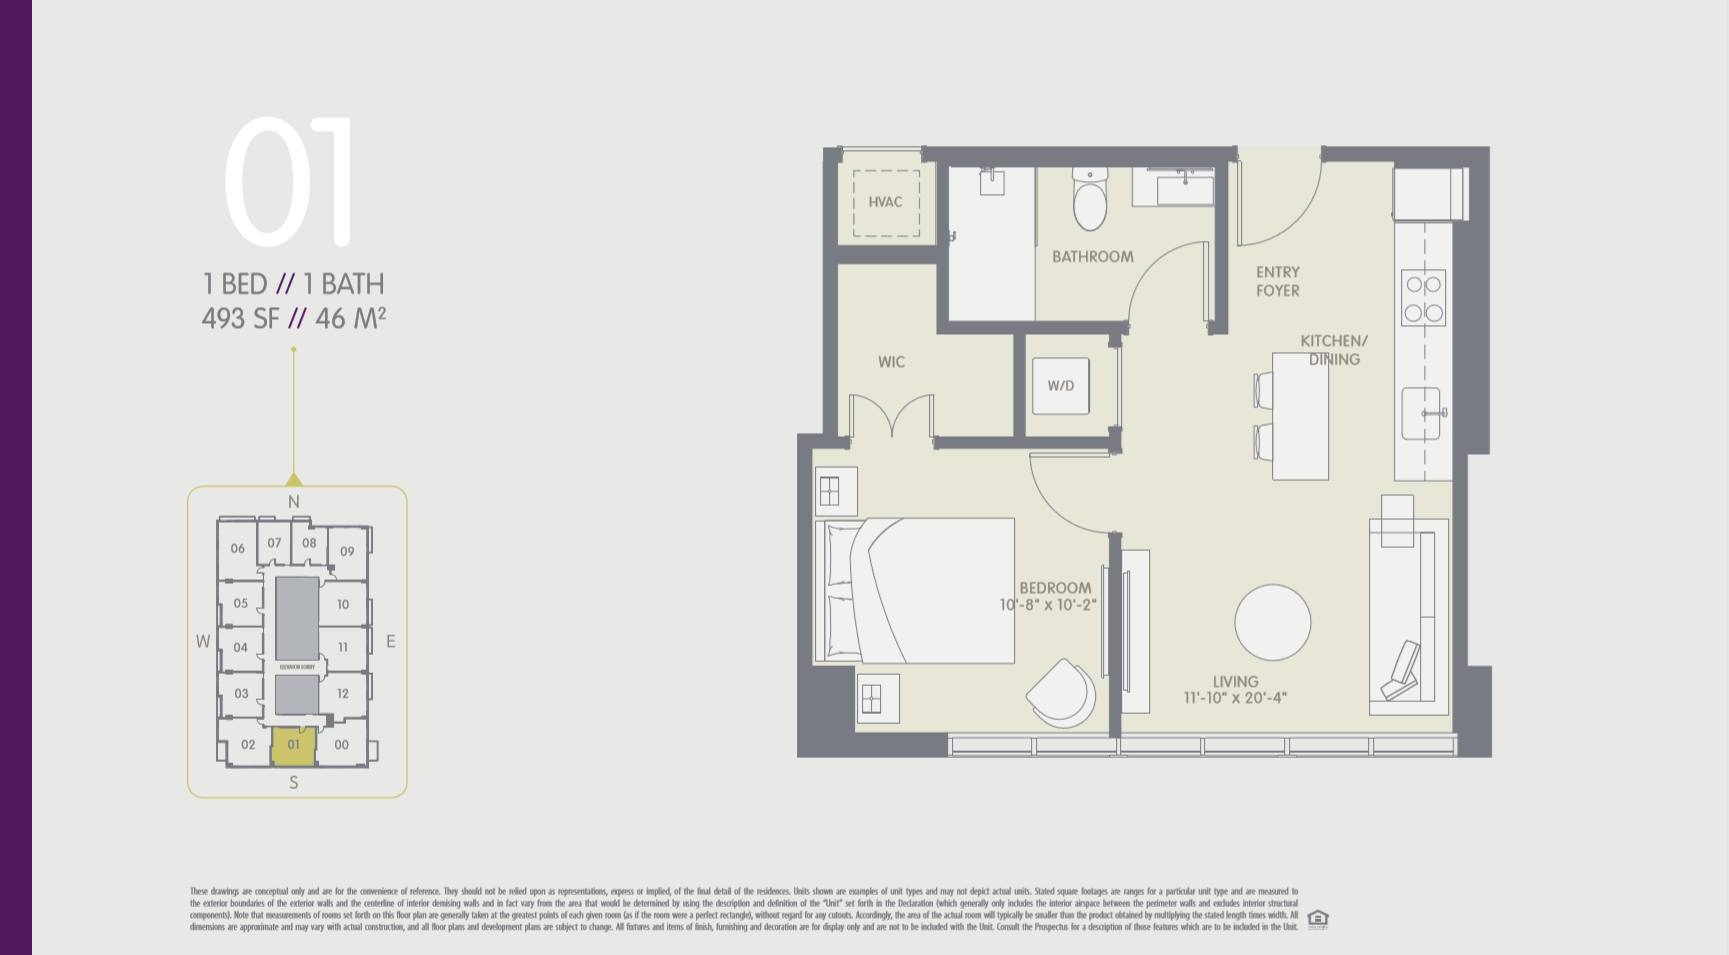 01
1 BED // 1 BATH
493 SF // 46 M²
N
06
07
08
09
05
10
W
04
11
E
ELEVATOR LOBBY
03
12
02
01
00
S
HVAC
BATHROOM
ENTRY
FOYER
KITCHEN/
DINING
WIC
W/D
BEDROOM
10'-8" X 10'-2"
LIVING
11'-10" X 20'-4"
These drawings are conceptual only and are for the convenience of reference. They should not be relied upon as representations, express or implied, of the final detail of the residences. Units shown are examples of unit types and may not depict actual units. Stated square footages are ranges for a particular unit type and are measured to
the exterior boundaries of the exterior walls and the centerline of interior demising walls and in fact vary from the area that would be determined by using the description and definition of the "Unit" set forth in the Declaration (which generally only includes the interior airspace between the perimeter walls and excludes interior structural
components). Note that measurements of rooms set forth on this floor plan are generally taken at the greatest points of each given room (as if the room were a perfect rectangle), without regard for any cutouts. Accordingly, the area of the actual room will typically be smaller than the product obtained by multiplying the stated length times width. All
dimensions are approximate and may vary with actual construction, and all floor plans and development plans are subject to change. All fixtures and items of finish, furnishing and decoration are for display only and are not to be included with the Unit. Consult the Prospectus for a description of those features which are to be included in the Unit.